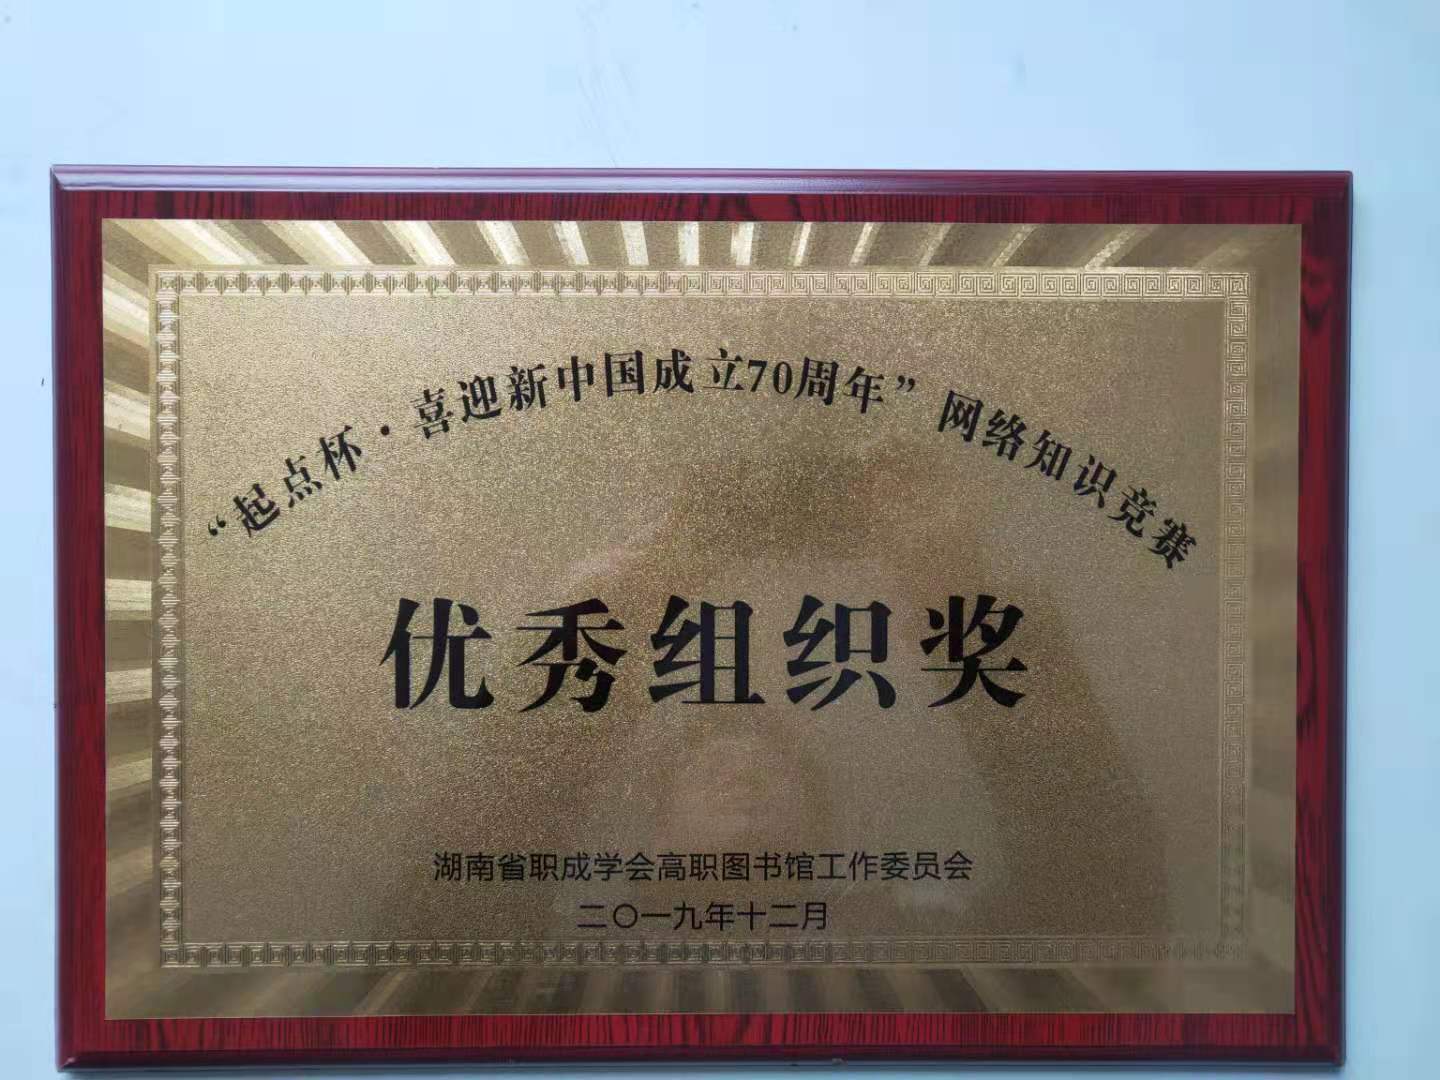 “起点杯·喜迎新中国成立70周年”网络知识竞赛
优秀组织奖
湖南省职成学会高职图书馆工作委员会
二〇一九年十二月